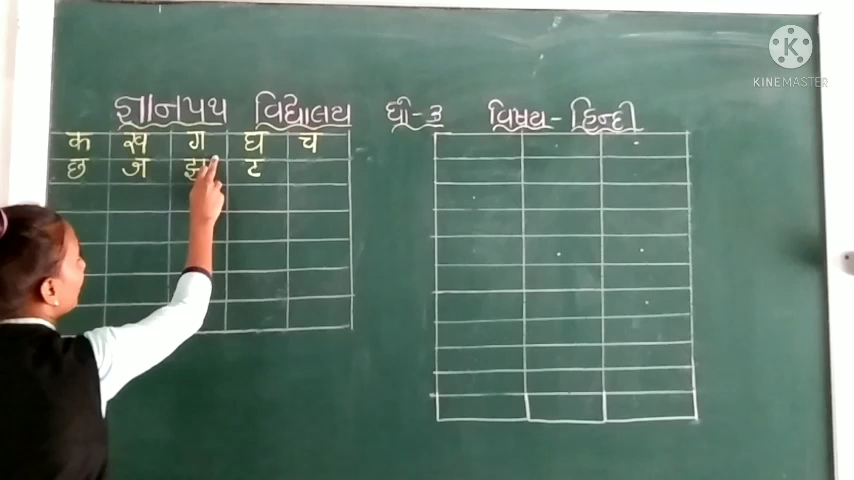 જ્ઞાનપથ વિદ્યાલય ધો-૩ વિષય- હિન્દી
क ख ग घ च
छ ज झ ट
K
KINEMASTER